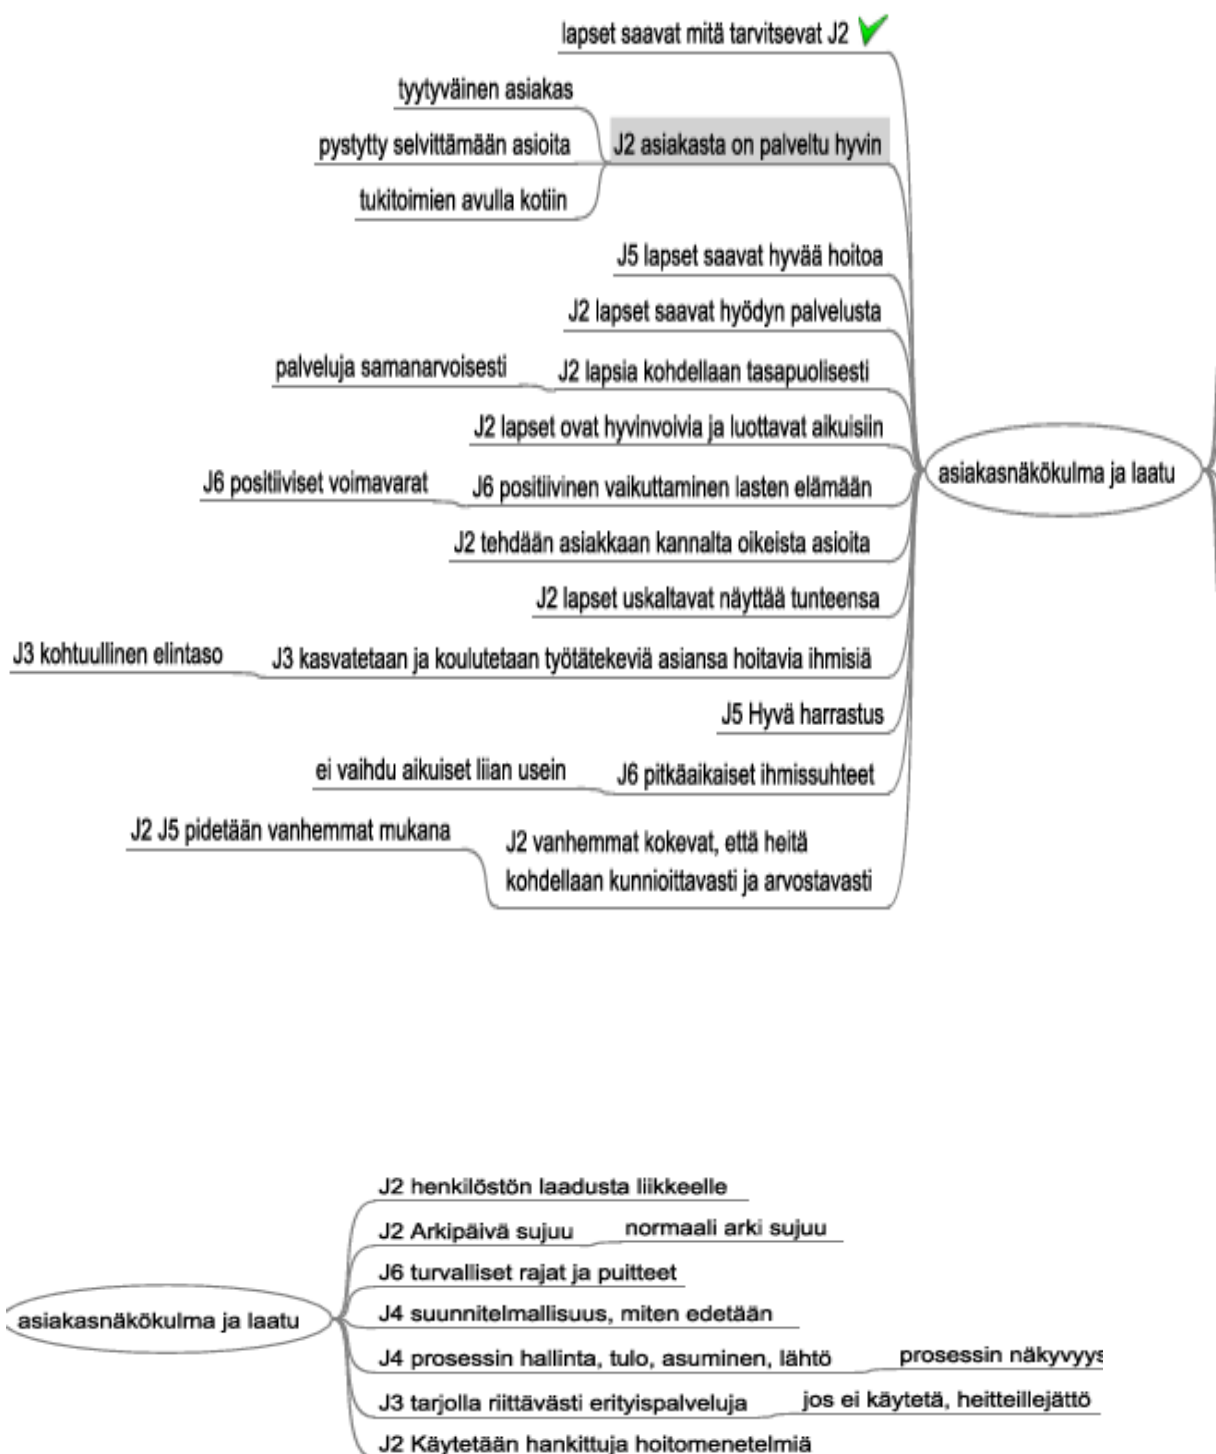 lapset saavat mitä tarvitsevat J2
tyytyväinen asiakas
pystytty selvittämään asioita
J2 asiakasta on palveltu hyvin
tukitoimien avulla kotiin
J5 lapset saavat hyvää hoitoa
J2 lapset saavat hyödyn palvelusta
palveluja samanarvoisesti
J2 lapsia kohdellaan tasapuolisesti
J2 lapset ovat hyvinvoivia ja luottavat aikuisiin
asiakasnäkökulma ja laatu
J6 positiiviset voimavarat
J6 positiivinen vaikuttaminen lasten elämään
J2 tehdään asiakkaan kannalta oikeista asioita
J2 lapset uskaltavat näyttää tunteensa
J3 kohtuullinen elintaso
J3 kasvatetaan ja koulutetaan työtätekeviä asiansa hoitavia ihmisiä
J5 Hyvä harrastus
ei vaihdu aikuiset liian usein
J6 pitkäaikaiset ihmissuhteet
J2 J5 pidetään vanhemmat mukana
J2 vanhemmat kokevat, että heitä
kohdellaan kunnioittavasti ja arvostavasti
J2 henkilöstön laadusta liikkeelle
J2 Arkipäivä sujuu
normaali arki sujuu
J6 turvalliset rajat ja puitteet
asiakasnäkökulma ja laatu
J4 suunnitelmallisuus, miten edetään
J4 prosessin hallinta, tulo, asuminen, lähtö
prosessin näkyvyys
J3 tarjolla riittävästi erityispalveluja
jos ei käytetä, heitteillejättö
J2 Käytetään hankittuja hoitomenetelmiä